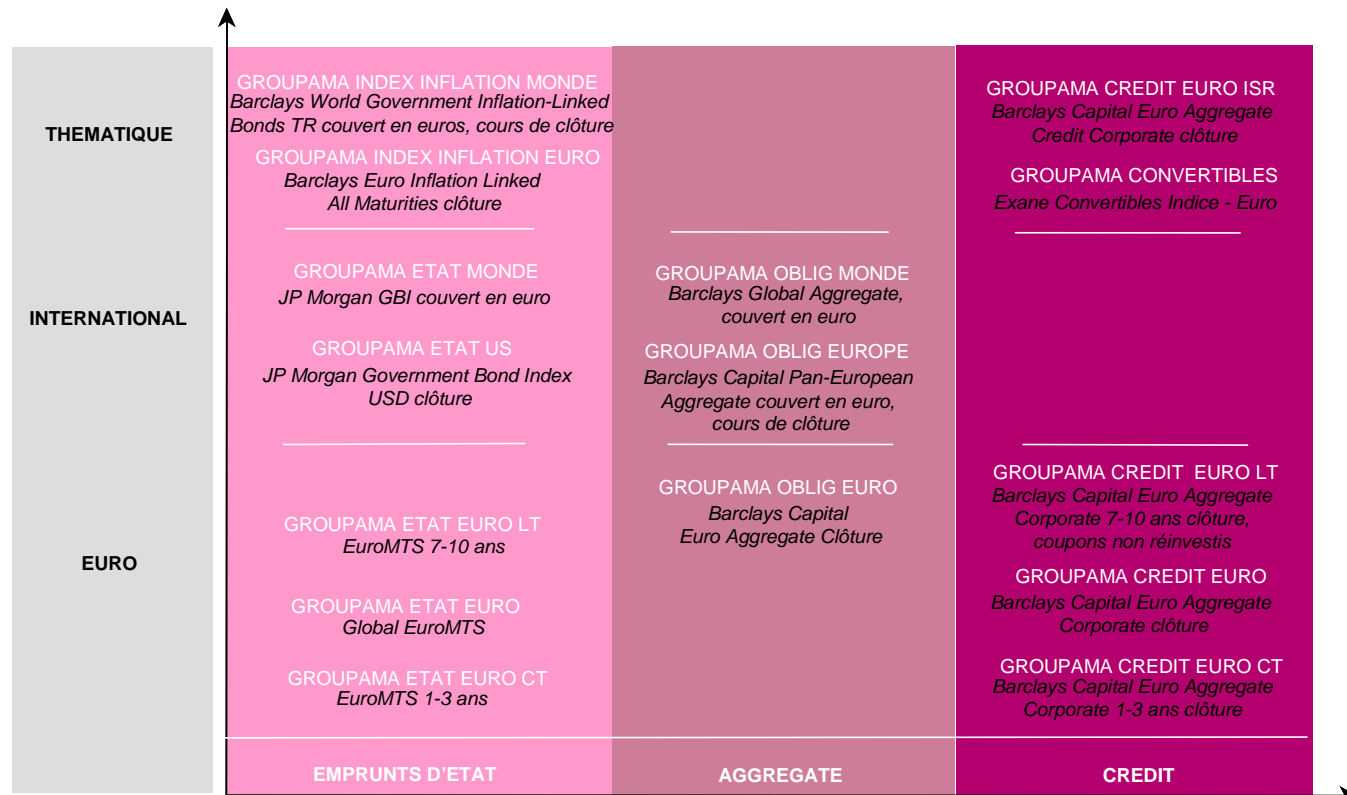 THEMATIQUE
GROUPAMA INDEX INFLATION MONDE
Barclays World Government Inflation-Linked
Bonds TR couvert en euros, cours de clôture
GROUPAMA INDEX INFLATION EURO
Barclays Euro Inflation Linked
All Maturities clôture
GROUPAMA CREDIT EURO ISR
Barclays Capital Euro Aggregate
Credit Corporate clôture
GROUPAMA CONVERTIBLES
Exane Convertibles Indice - Euro
INTERNATIONAL
GROUPAMA ETAT MONDE
JP Morgan GBI couvert en euro
GROUPAMA ETAT US
JP Morgan Government Bond Index
USD clôture
GROUPAMA OBLIG MONDE
Barclays Global Aggregate,
couvert en euro
GROUPAMA OBLIG EUROPE
Barclays Capital Pan-European
Aggregate couvert en euro,
cours de clôture
EURO
GROUPAMA ETAT EURO LT
EuroMTS 7-10 ans
GROUPAMA ETAT EURO
Global EuroMTS
GROUPAMA ETAT EURO CT
EuroMTS 1-3 ans
GROUPAMA OBLIG EURO
Barclays Capital
Euro Aggregate Clôture
GROUPAMA CREDIT EURO LT
Barclays Capital Euro Aggregate
Corporate 7-10 ans clôture,
coupons non réinvestis
GROUPAMA CREDIT EURO
Barclays Capital Euro Aggregate
Corporate clôture
GROUPAMA CREDIT EURO CT
Barclays Capital Euro Aggregate
Corporate 1-3 ans clôture
EMPRUNTS D'ETAT
AGGREGATE
CREDIT